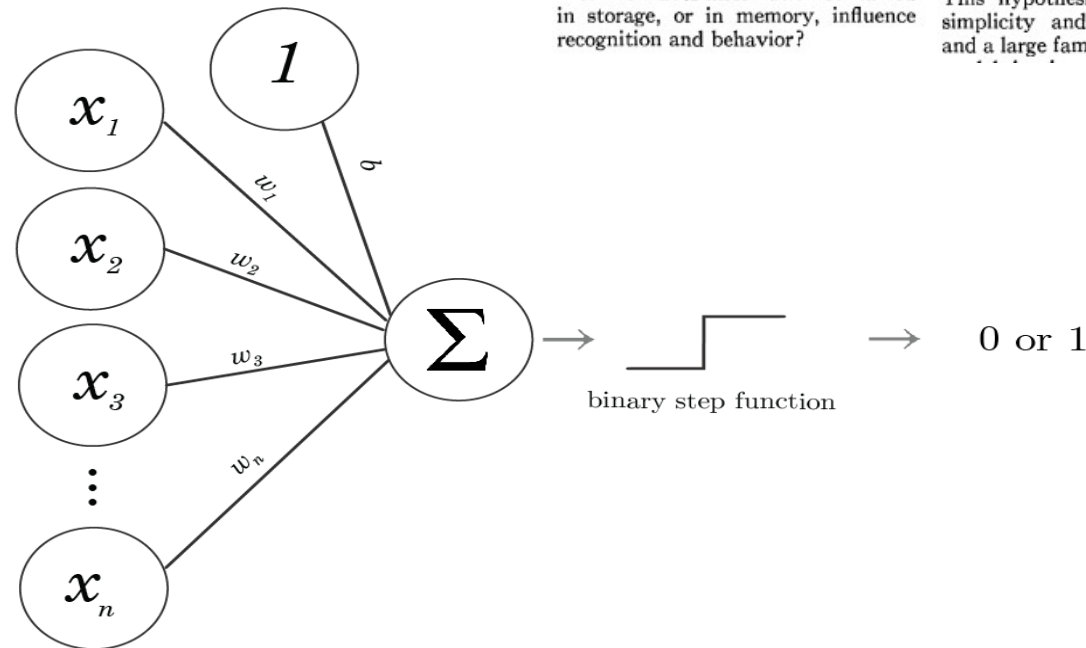 in storage, or in memory, influence
recognition and behavior?
simplicity and
and a large fam
1
x₁
b
w₁
x₂
w₂
Σ
x₃
w₃
0 or 1
binary step function
⋮
wₙ
xₙ